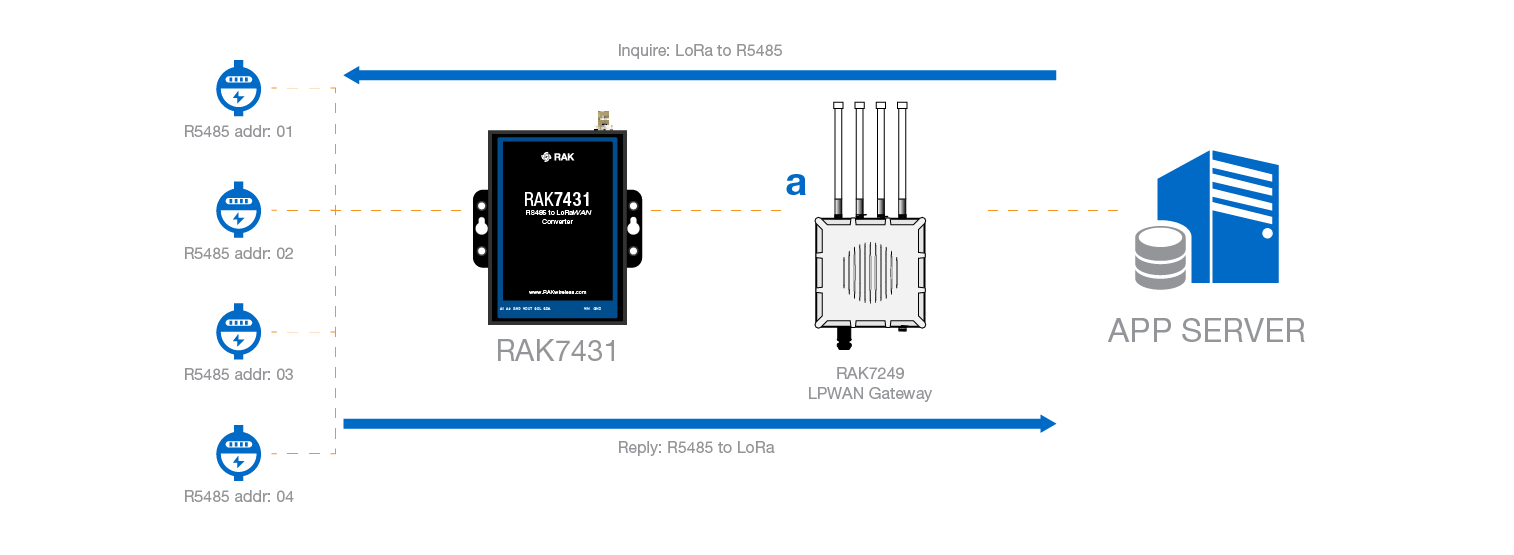 Inquire: LoRa to R5485
R5485 addr: 01
a
RAK
RAK7431
RS485 to LoRaWAN
Converter
R5485 addr: 02
www.RAKwireless.com
RAK7431
APP SERVER
R5485 addr: 03
RAK7249
LPWAN Gateway
Reply: R5485 to LoRa
R5485 addr: 04